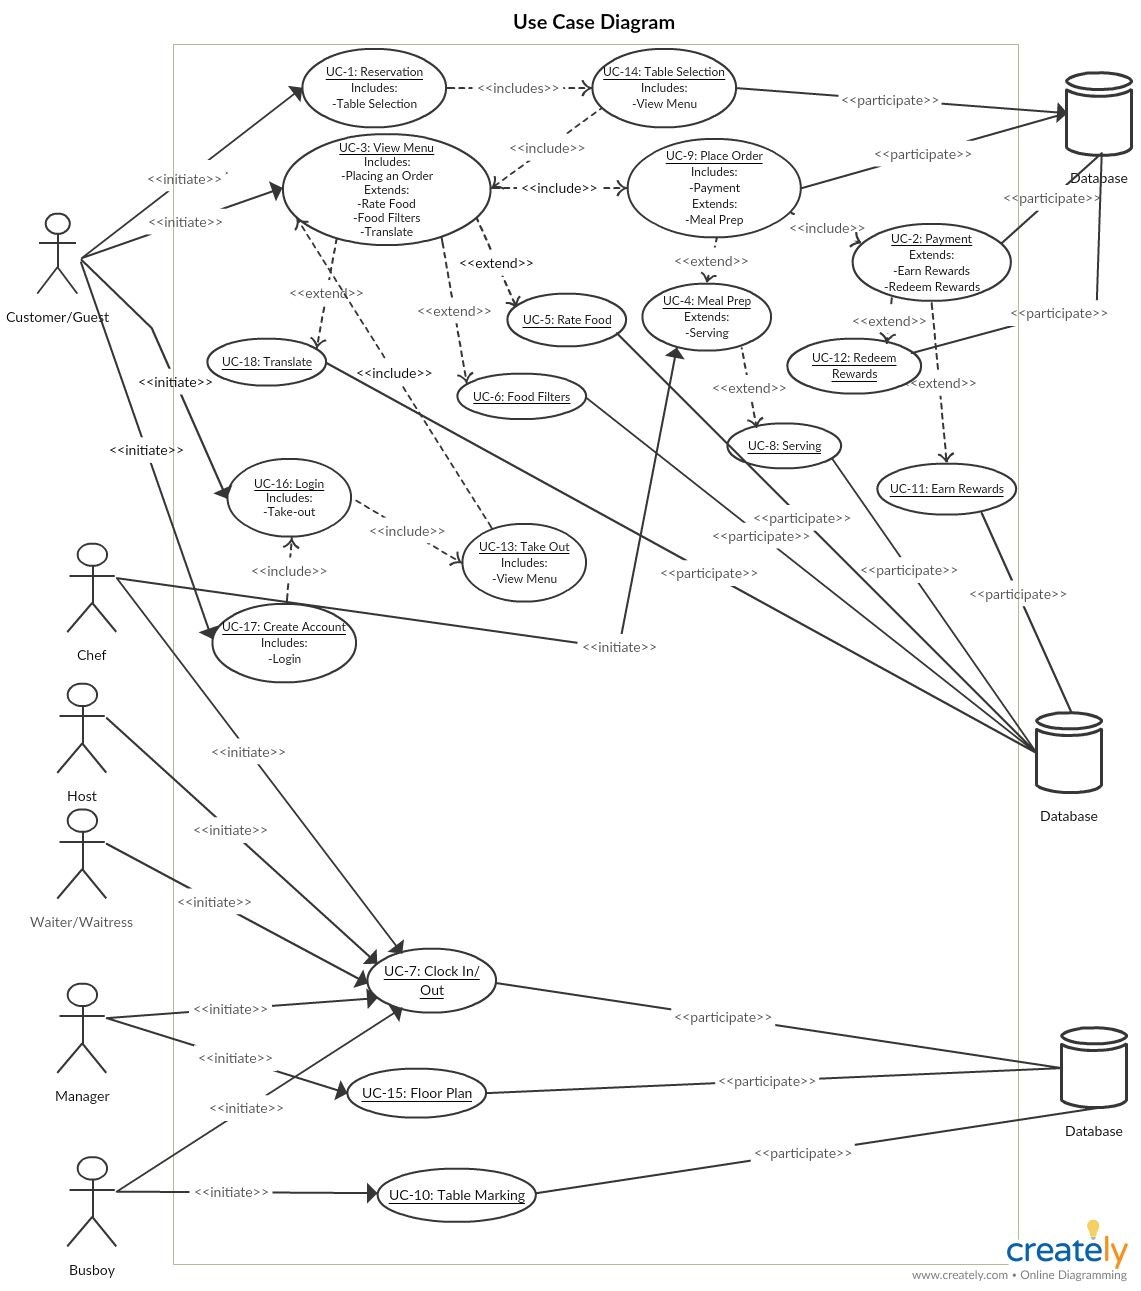 Use Case Diagram
UC-1: Reservation
Includes:
-Table Selection
<<includes>>
UC-14: Table Selection
Includes:
-View Menu
<<participate>>
Database
<<include>>
UC-3: View Menu
Includes:
-Placing an Order
Extends:
-Rate Food
-Food Filters
-Translate
<<include>>
UC-9: Place Order
Includes:
-Payment
Extends:
-Meal Prep
<<participate>>
<<initiate>>
<<initiate>>
<<participate>>
<<include>>
UC-2: Payment
Extends:
-Earn Rewards
-Redeem Rewards
Customer/Guest
<<extend>>
<<extend>>
<<extend>>
<<extend>>
UC-5: Rate Food
UC-4: Meal Prep
Extends:
-Serving
<<extend>>
<<participate>>
UC-18: Translate
<<include>>
UC-12: Redeem
Rewards
<<initiate>>
UC-6: Food Filters
<<extend>>
<<extend>>
<<initiate>>
UC-8: Serving
UC-16: Login
Includes:
-Take-out
UC-11: Earn Rewards
<<include>>
UC-13: Take Out
Includes:
-View Menu
<<participate>>
<<participate>>
<<participate>>
<<participate>>
<<participate>>
<<include>>
UC-17: Create Account
Includes:
-Login
<<initiate>>
Chef
<<initiate>>
Host
<<initiate>>
Database
<<initiate>>
Waiter/Waitress
UC-7: Clock In/
Out
<<initiate>>
<<participate>>
<<initiate>>
Manager
UC-15: Floor Plan
<<participate>>
<<initiate>>
Database
<<participate>>
<<initiate>>
UC-10: Table Marking
Busboy
creately
www.creately.com • Online Diagramming